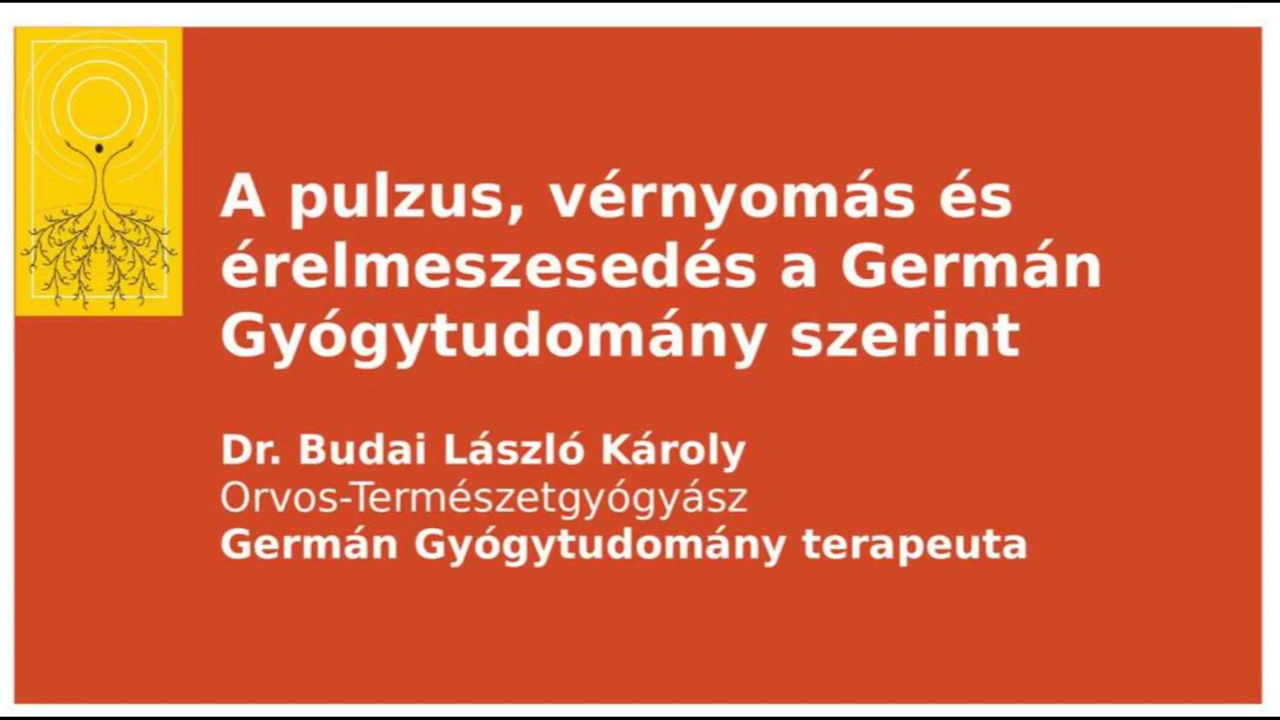 A pulzus, vérnyomás és
érelmeszesedés a Germán
Gyógytudomány szerint
Dr. Budai László Károly
Orvos-Természetgyógyász
Germán Gyógytudomány terapeuta